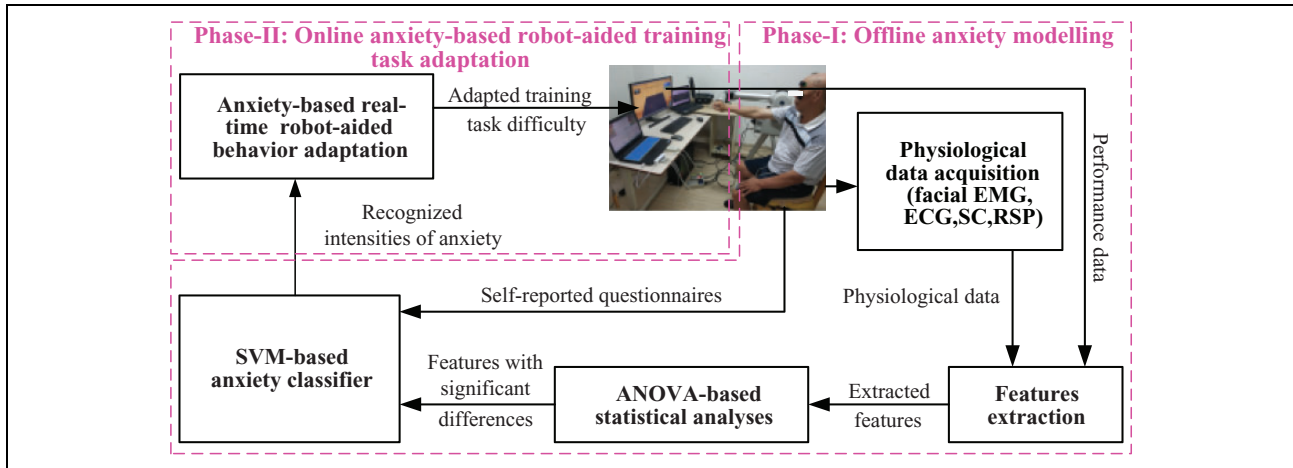 Phase-II: Online anxiety-based robot-aided training
task adaptation
Phase-I: Offline anxiety modelling
Anxiety-based real-
time robot-aided
behavior adaptation
Adapted training
task difficulty
Physiological
data acquisition
(facial EMG,
ECG,SC,RSP)
Performance data
Recognized
intensities of anxiety
Self-reported questionnaires
Physiological data
SVM-based
anxiety classifier
Features with
significant
differences
ANOVA-based
statistical analyses
Extracted
features
Features
extraction